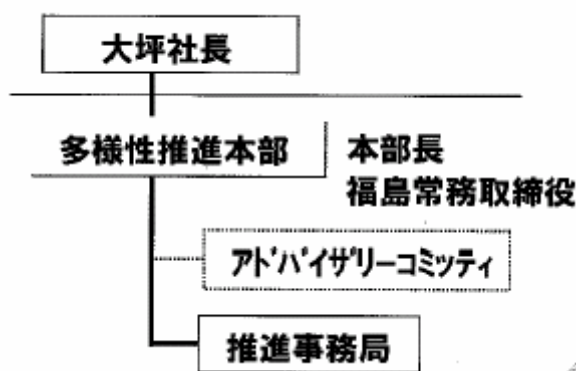 大坪社長
多様性推進本部
本部長
福島常務取締役
アドバイザリーコミッティ
推進事務局